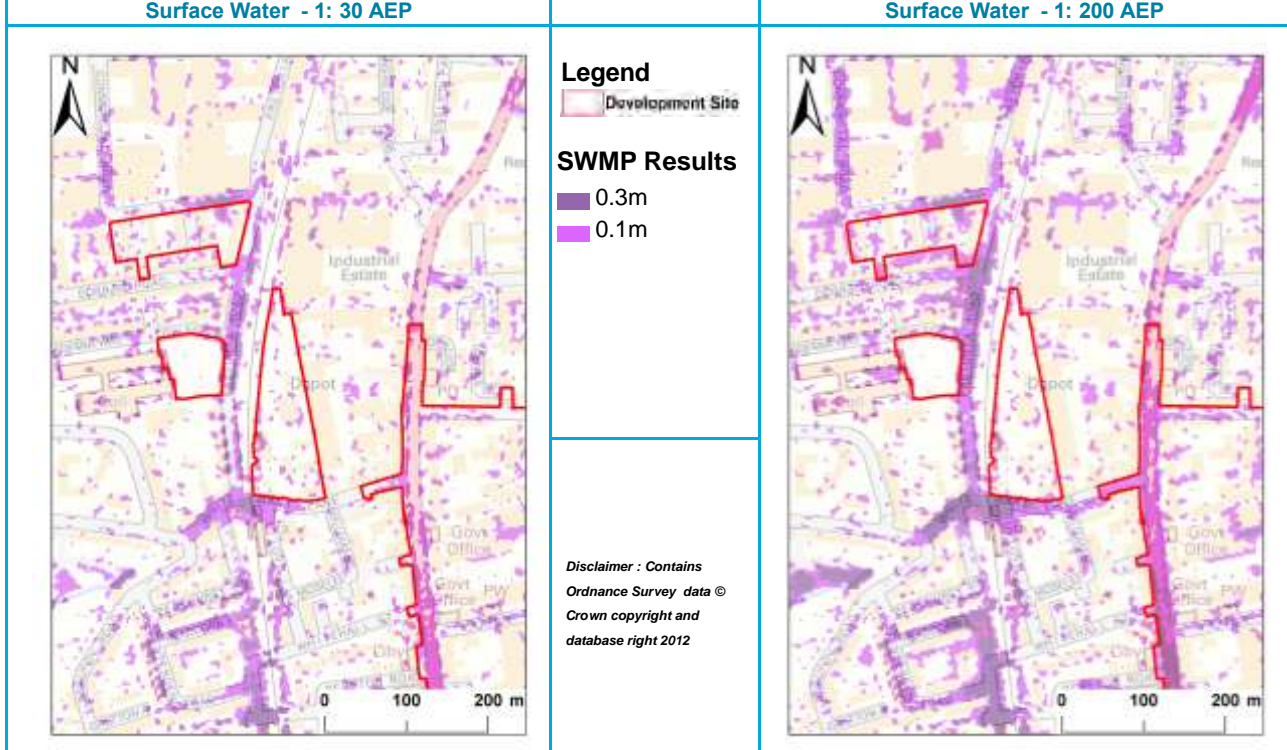 Surface Water - 1: 30 AEP
N
Industrial
Estate
Depot
PO
Govt
Office
Govt
Office
PW
0 100 200 m
Legend
Development Site
SWMP Results
0.3m
0.1m
Disclaimer : Contains
Ordnance Survey data ©
Crown copyright and
database right 2012
Surface Water - 1: 200 AEP
N
Industrial
Estate
Depot
PO
Govt
Office
Govt
Office
PW
0 100 200 m